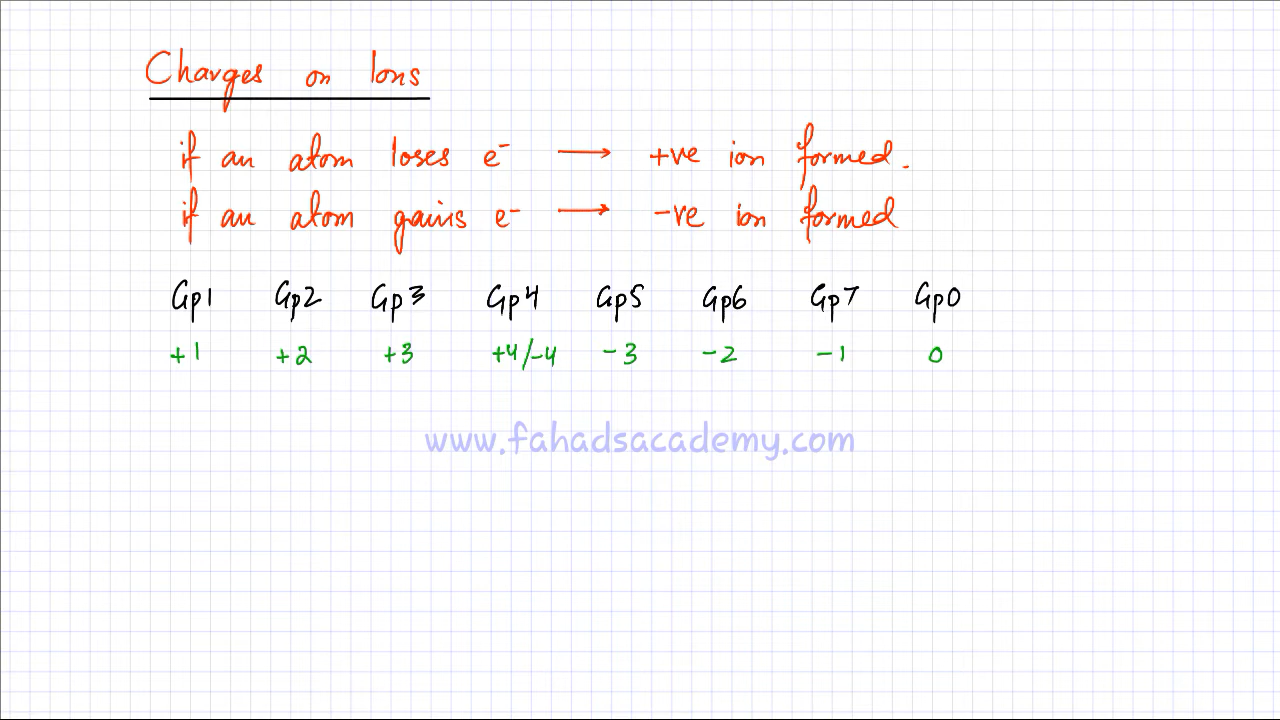 Charges on Ions
if an atom loses e⁻ → +ve ion formed.
if an atom gains e⁻ → -ve ion formed
Gp1 Gp2 Gp3 Gp4 Gp5 Gp6 Gp7 Gp0
+1 +2 +3 +4/-4 -3 -2 -1 0
www.fahadsacademy.com